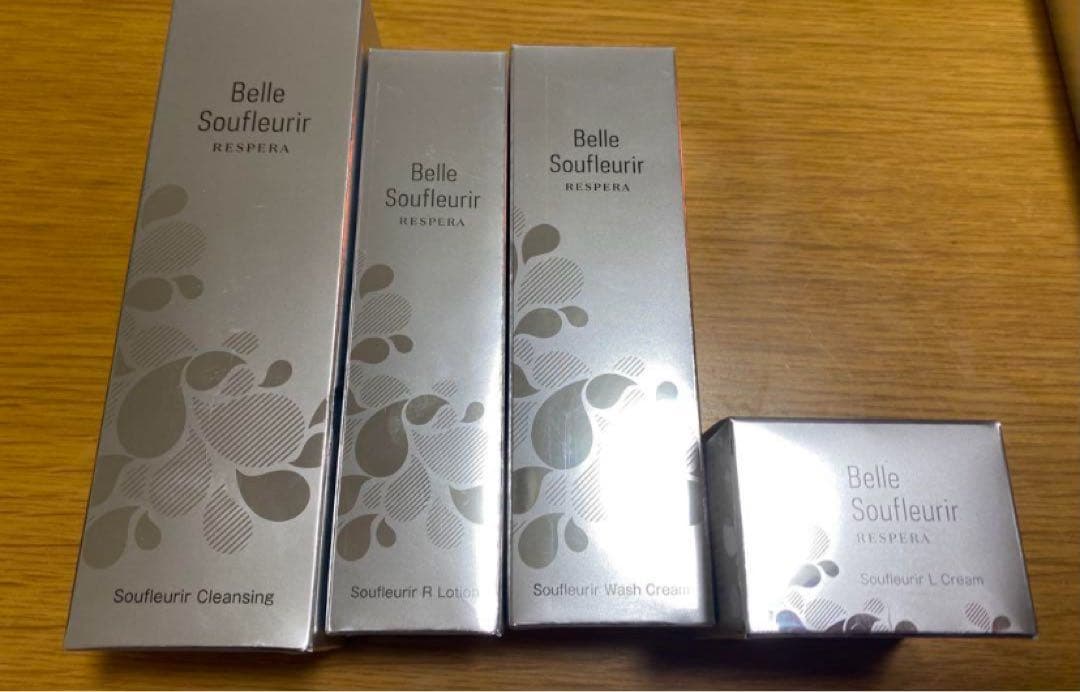 Belle
Soufleurir
RESPERA
Soufleurir Cleansing
Belle
Soufleurir
RESPERA
Soufleurir R Lotion
Belle
Soufleurir
RESPERA
Soufleurir Wash Cream
Belle
Soufleurir
RESPERA
Soufleurir L Cream